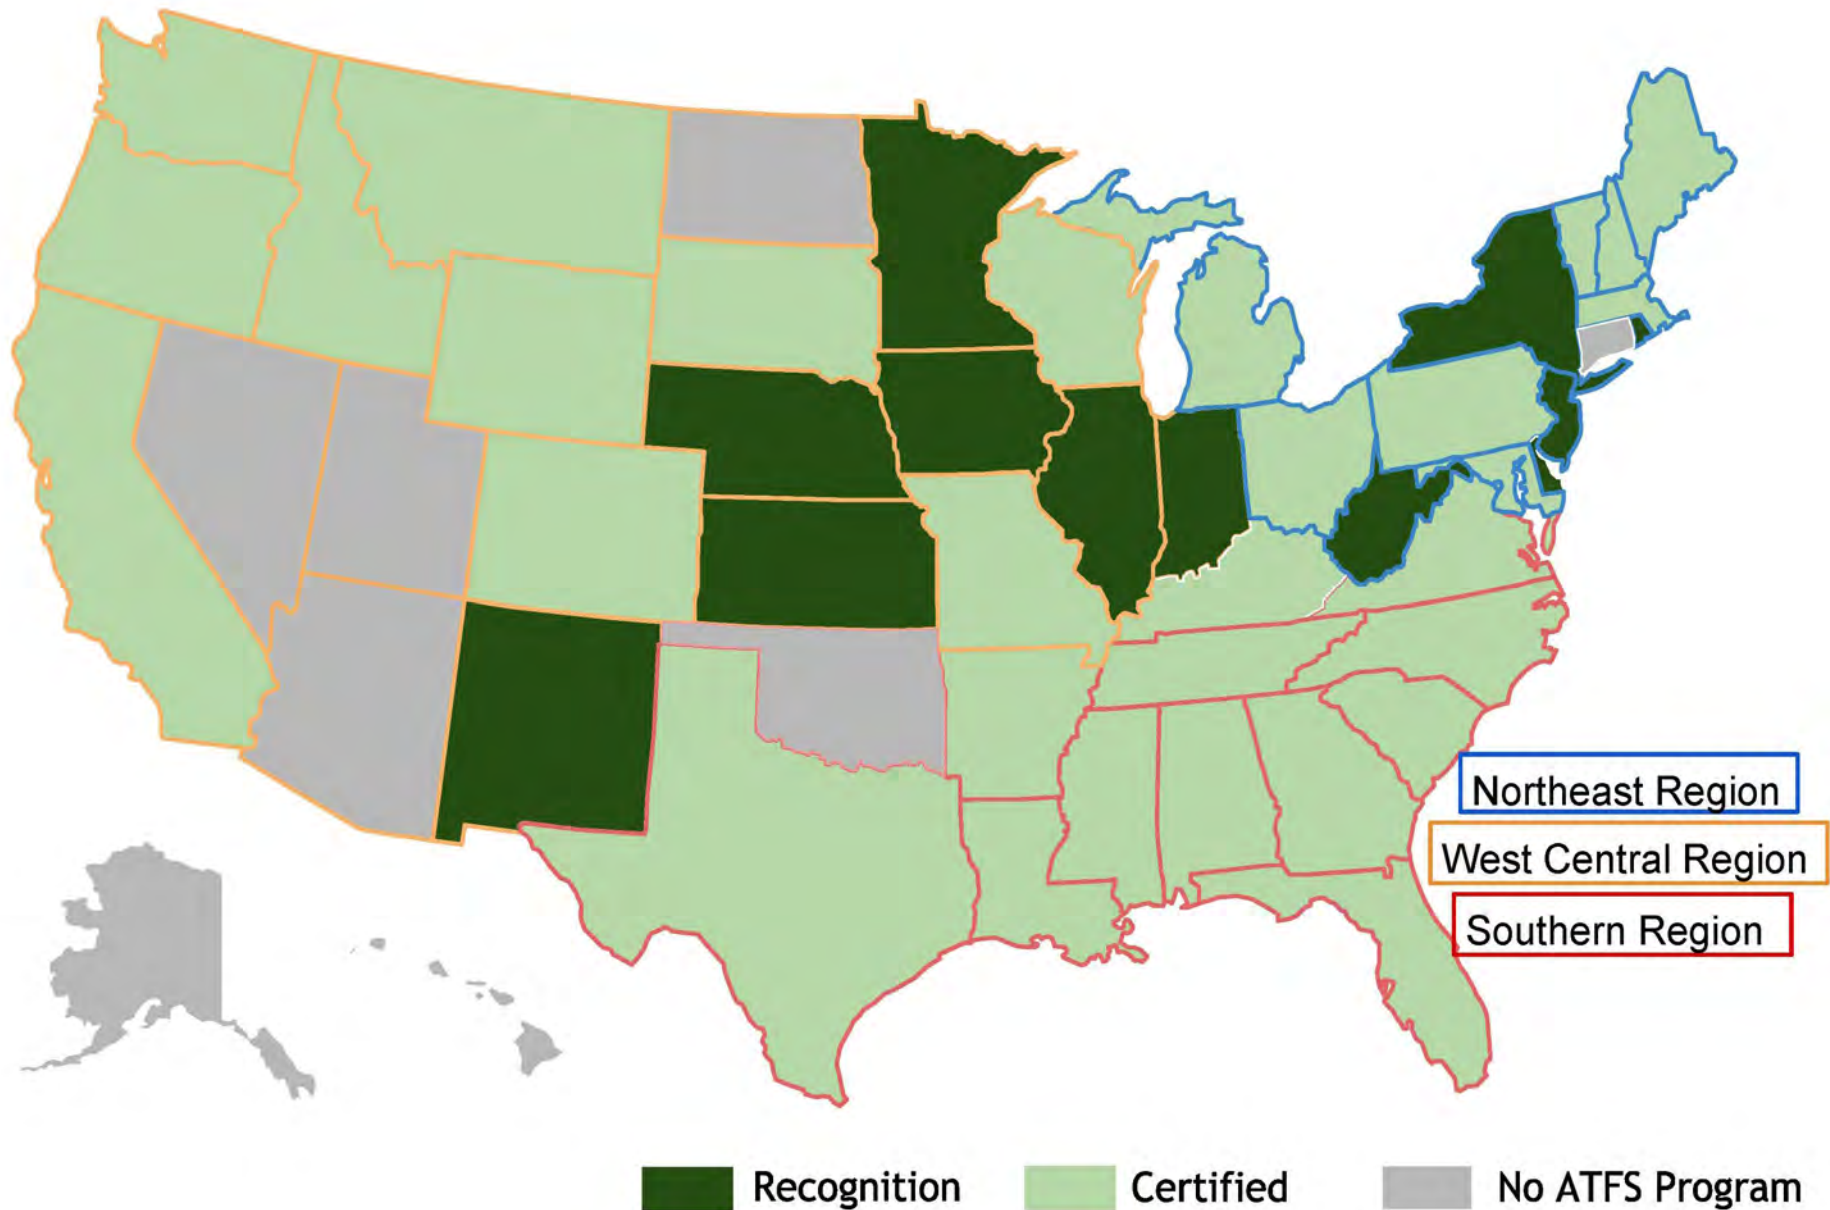 Northeast Region
West Central Region
Southern Region
Recognition
Certified
No ATFS Program